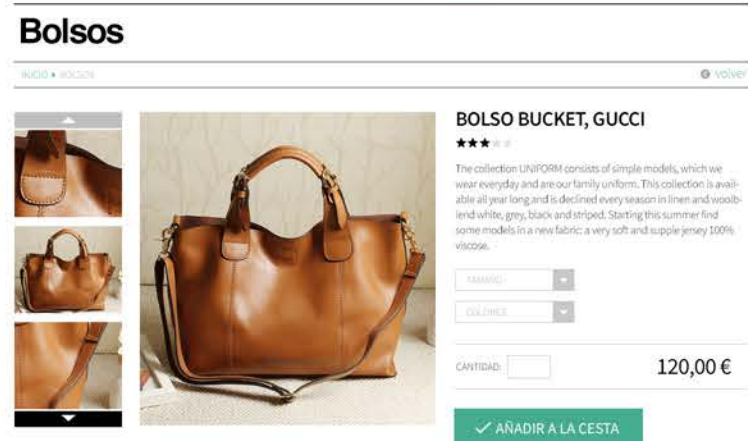 Bolsos
INICIO BOLSOS
volver
BOLSO BUCKET, GUCCI
The collection UNIFORM consists of simple models, which we
wear everyday and are our family uniform. This collection is avail-
able all year long and is declined every season in linen and woolb-
lend white, grey, black and striped. Starting this summer find
some models in a new fabric: a very soft and supple jersey 100%
viscose.
TAMAÑO
COLORCE
CANTIDAD:
120,00 €
AÑADIR A LA CESTA